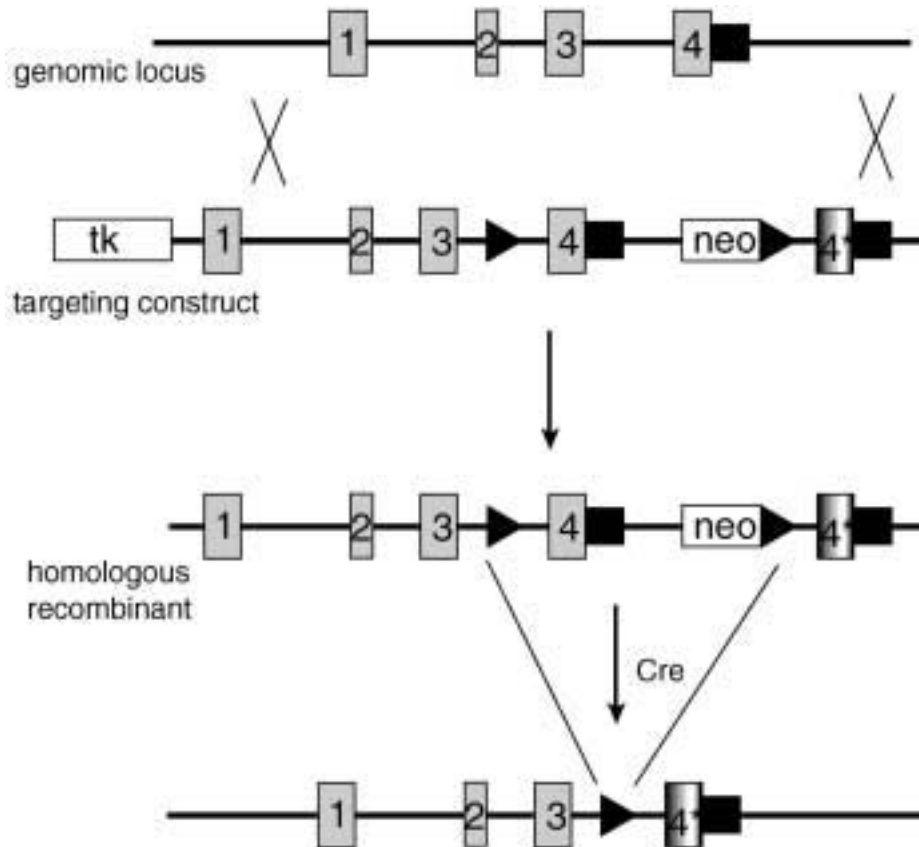 1 2 3 4
genomic locus
tk 1 2 3 4 neo 4*
targeting construct
1 2 3 4 neo 4*
homologous
recombinant
Cre
1 2 3 4*